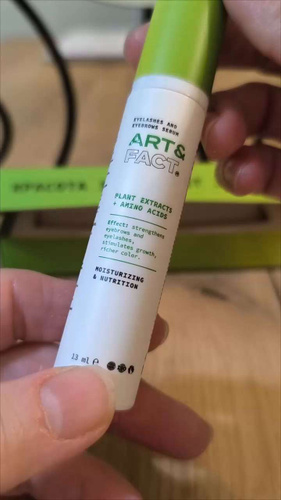 EYELASHES AND
EYEBROWS SERUM
ART&
FACT.
PLANT EXTRACTS
+ AMINO ACIDS
Effect: strengthens
eyebrows and
eyelashes,
stimulates growth,
richer color.
MOISTURIZING
& NUTRITION
13 ml
КРАСОТА